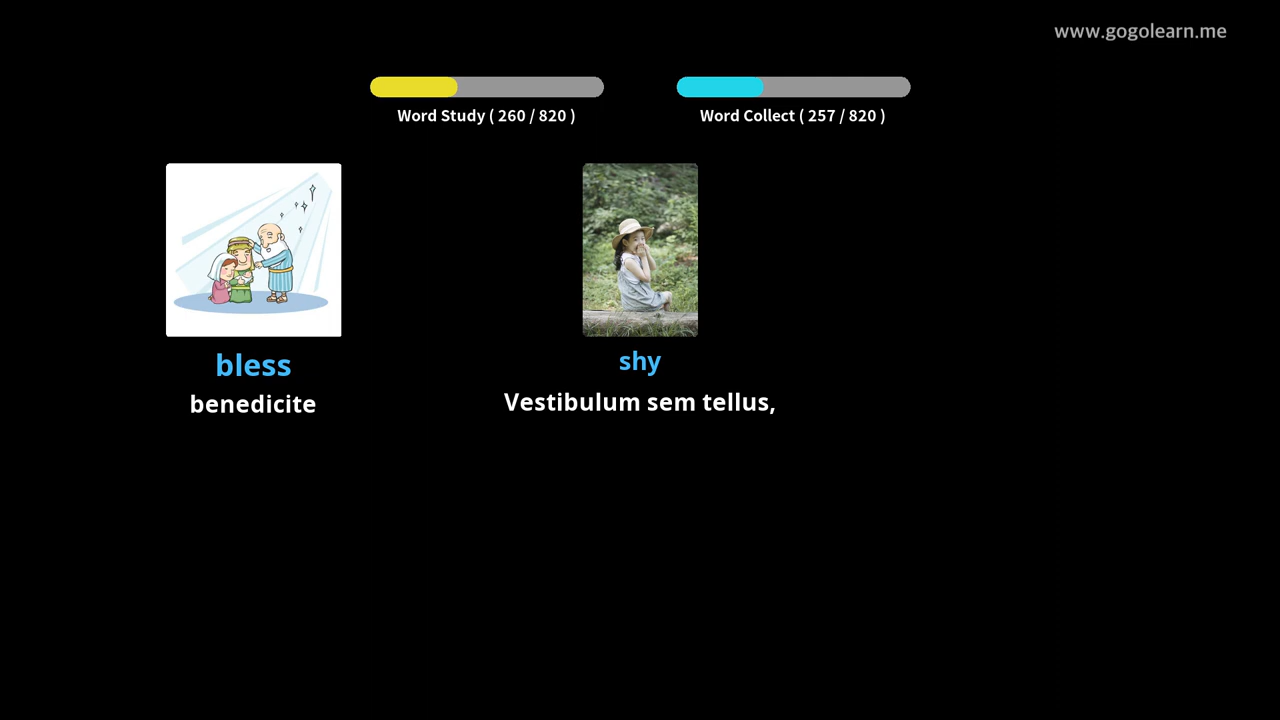 www.gogolearn.me
Word Study ( 260 / 820 )
Word Collect ( 257 / 820 )
bless
benedicite
shy
Vestibulum sem tellus,